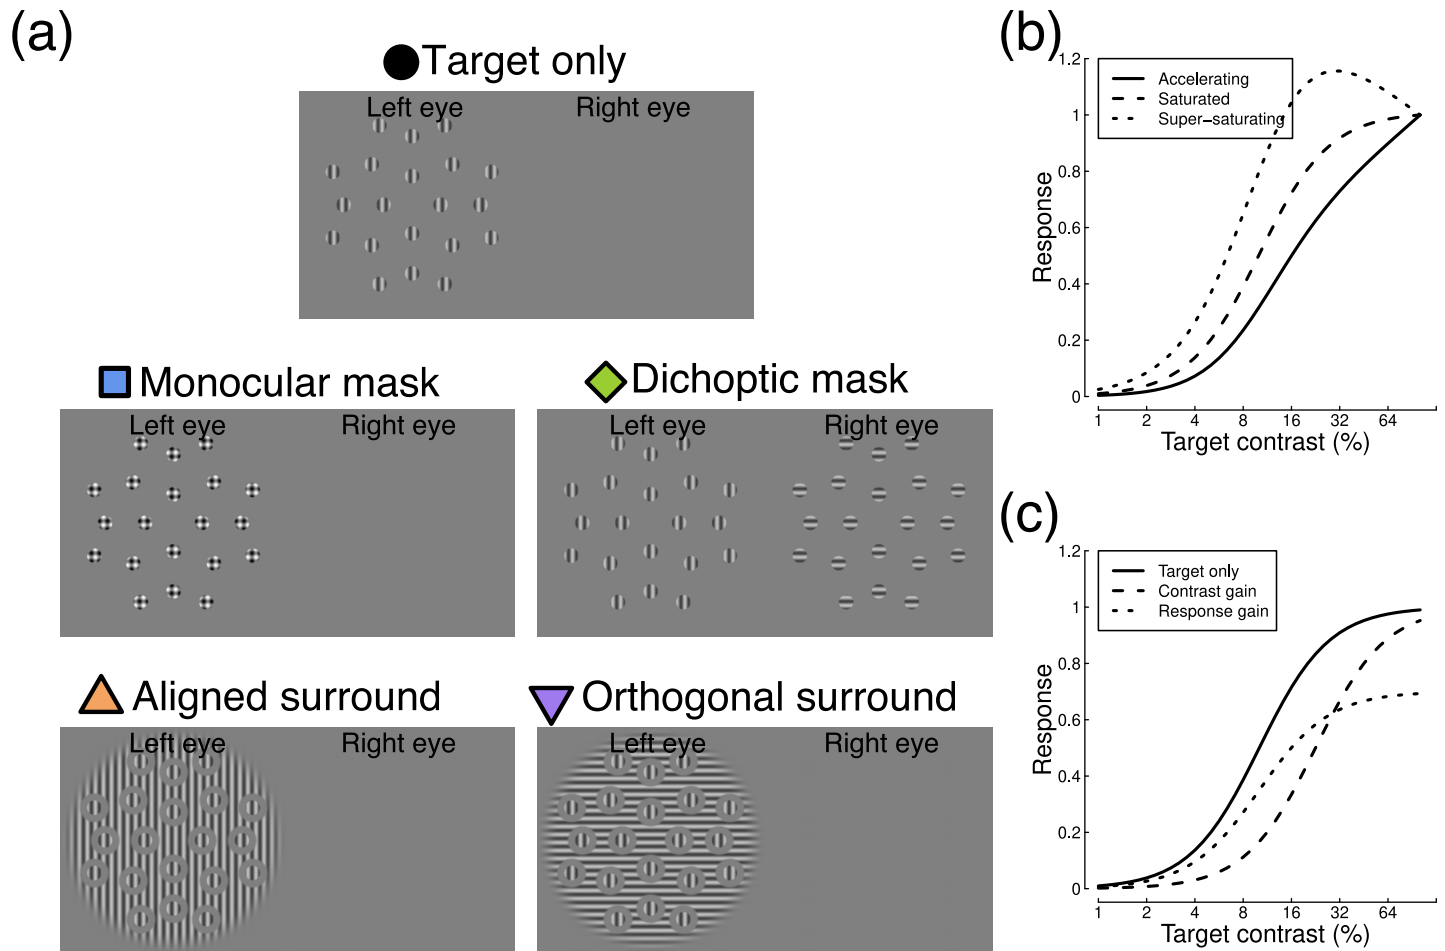 (a)
Target only
Left eye
Right eye
Monocular mask
Left eye
Right eye
Dichoptic mask
Left eye
Right eye
Aligned surround
Left eye
Right eye
Orthogonal surround
Left eye
Right eye
(b)
Accelerating
Saturated
Super−saturating
Response
1.2
1
0.8
0.6
0.4
0.2
0
1 2 4 8 16 32 64
Target contrast (%)
(c)
Target only
Contrast gain
Response gain
Response
1.2
1
0.8
0.6
0.4
0.2
0
1 2 4 8 16 32 64
Target contrast (%)